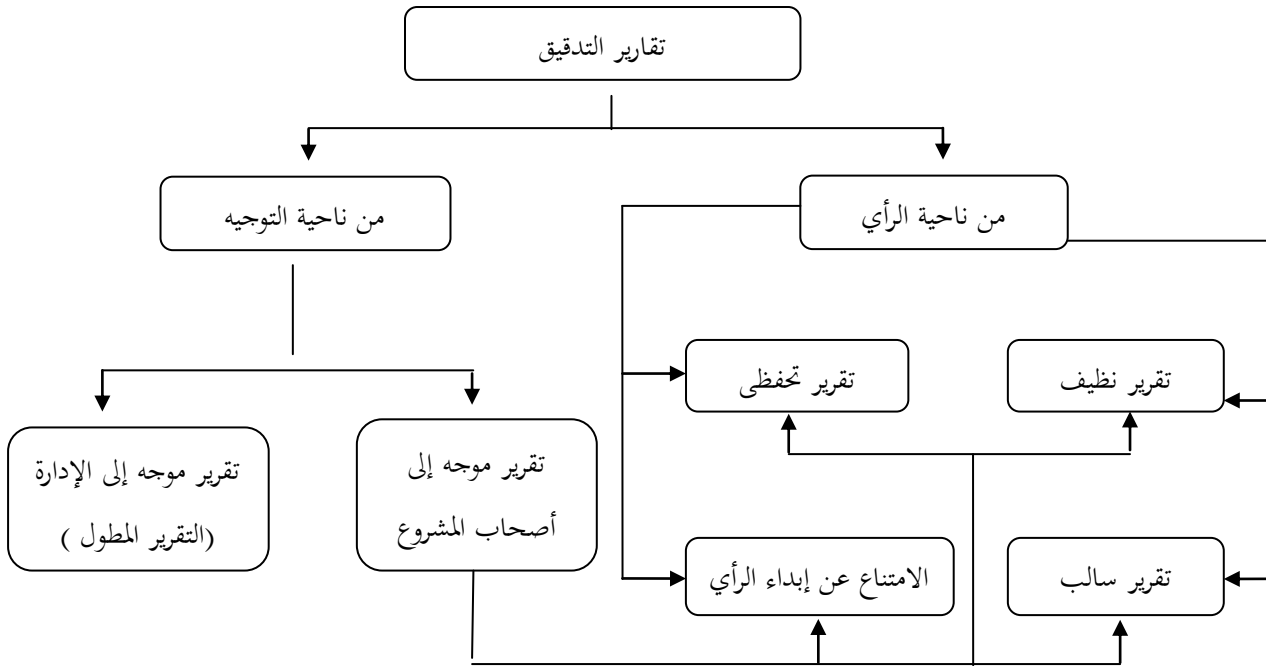 تقارير التدقيق
من ناحية الرأي
من ناحية التوجيه
تقرير نظيف
تقرير تحفظى
تقرير موجه إلى
أصحاب المشروع
تقرير موجه إلى الإدارة
(التقرير المطول )
تقرير سالب
الامتناع عن إبداء الرأي